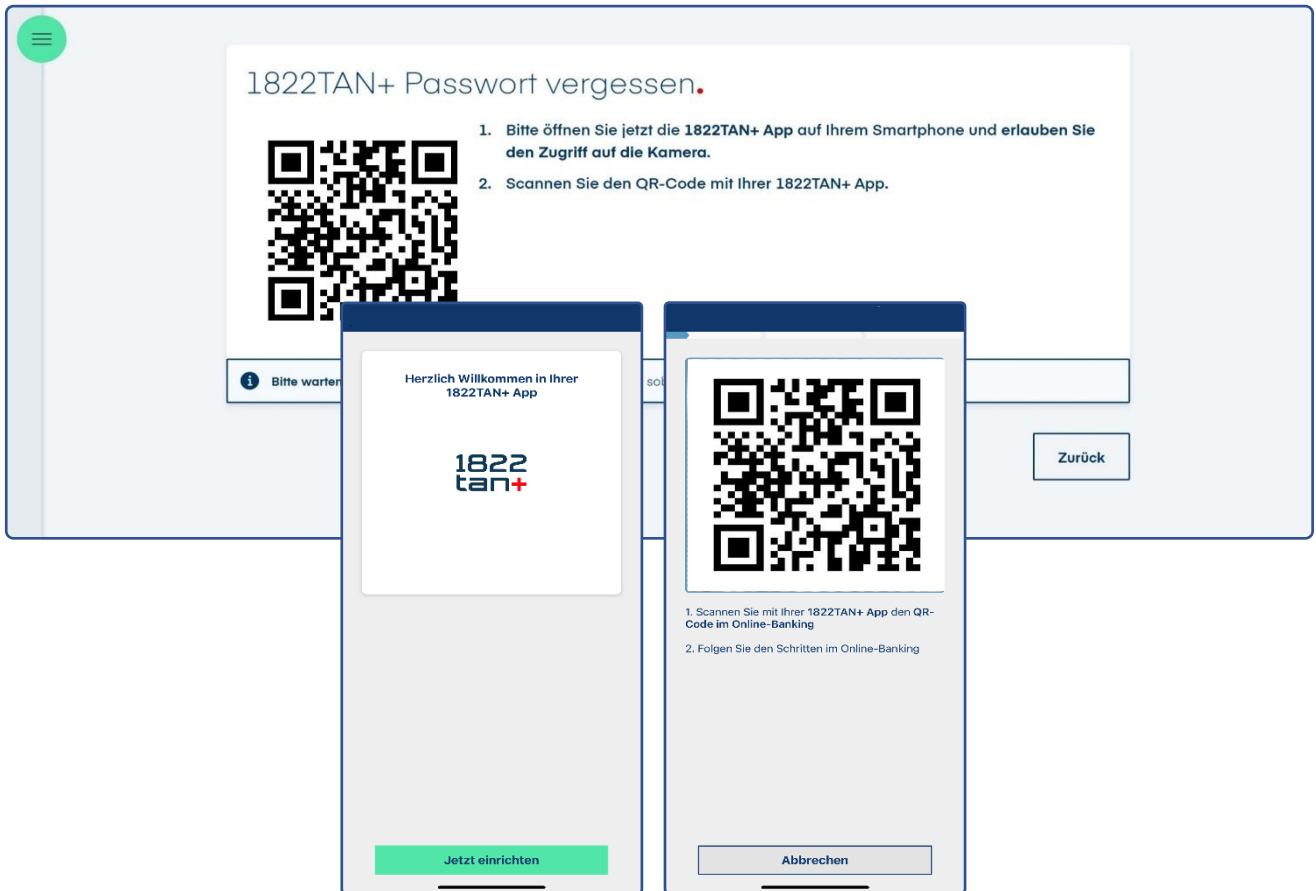 1822TAN+ Passwort vergessen.
1. Bitte öffnen Sie jetzt die 1822TAN+ App auf Ihrem Smartphone und erlauben Sie
den Zugriff auf die Kamera.
2. Scannen Sie den QR-Code mit Ihrer 1822TAN+ App.
Bitte warten
Zurück
Herzlich Willkommen in Ihrer
1822TAN+ App
1822
tan+
Jetzt einrichten
1. Scannen Sie mit Ihrer 1822TAN+ App den QR-
Code im Online-Banking
2. Folgen Sie den Schritten im Online-Banking
Abbrechen